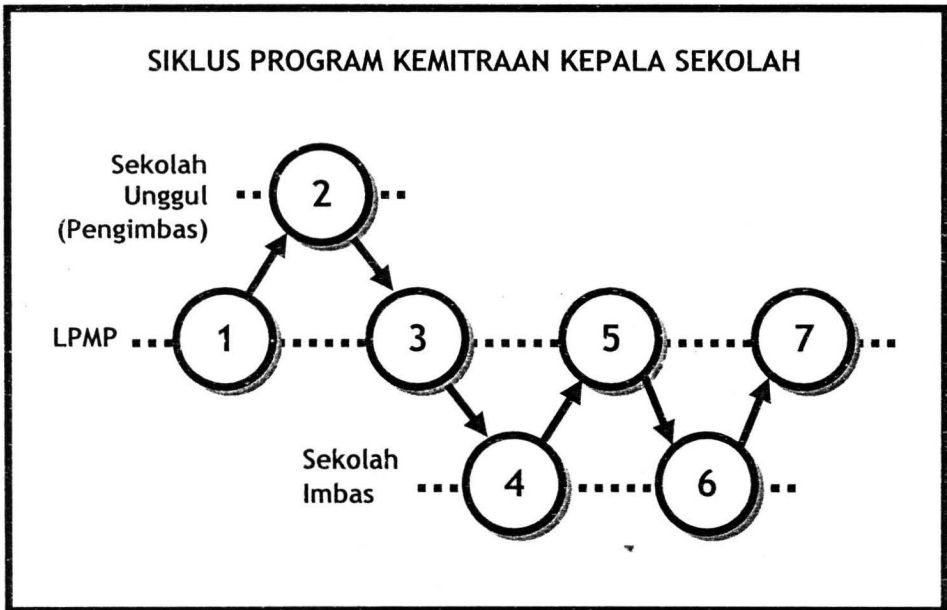 SIKLUS PROGRAM KEMITRAAN KEPALA SEKOLAH
Sekolah
Unggul
(Pengimbas)
2
LPMP
1
3
5
7
Sekolah
Imbas
4
6